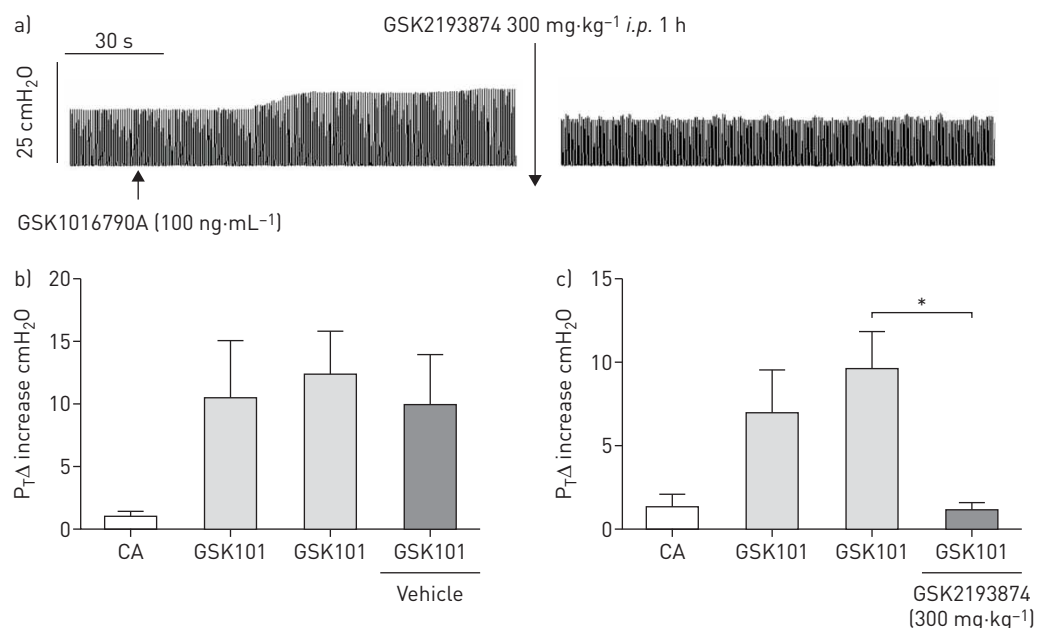 a)
GSK2193874 300 mg·kg⁻¹ i.p. 1 h
30 s
25 cmH₂O
GSK1016790A (100 ng·mL⁻¹)
b)
20
15
10
5
0
P_TΔ increase cmH₂O
CA
GSK101
GSK101
GSK101
Vehicle
c)
15
10
5
0
P_TΔ increase cmH₂O
*
CA
GSK101
GSK101
GSK101
GSK2193874
(300 mg·kg⁻¹)